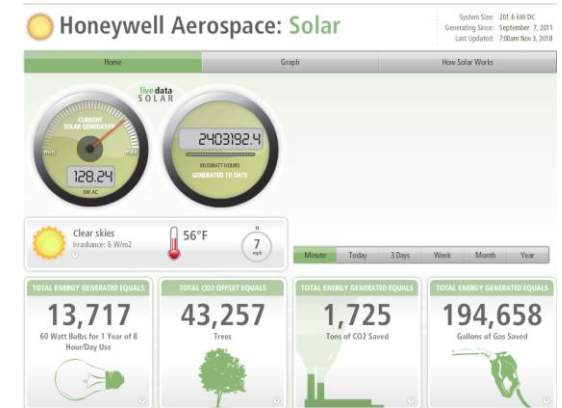 Honeywell Aerospace: Solar
System Size: 201.6 kW DC
Generating Since: September 7, 2011
Last Updated: 7:00am Nov 3, 2018
Home Graph How Solar Works
live data
SOLAR
CURRENT
SOLAR GENERATION
min max
128.24
kW AC
2403192.4
KILOWATT HOURS
GENERATED TO DATE
Clear skies
Irradiance: 6 W/m2
56°F
N
7
mph
Minute Today 3 Days Week Month Year
TOTAL ENERGY GENERATED EQUALS
13,717
60 Watt Bulbs for 1 Year of 8
Hour/Day Use
TOTAL CO2 OFFSET EQUALS
43,257
Trees
TOTAL ENERGY GENERATED EQUALS
1,725
Tons of CO2 Saved
TOTAL ENERGY GENERATED EQUALS
194,658
Gallons of Gas Saved